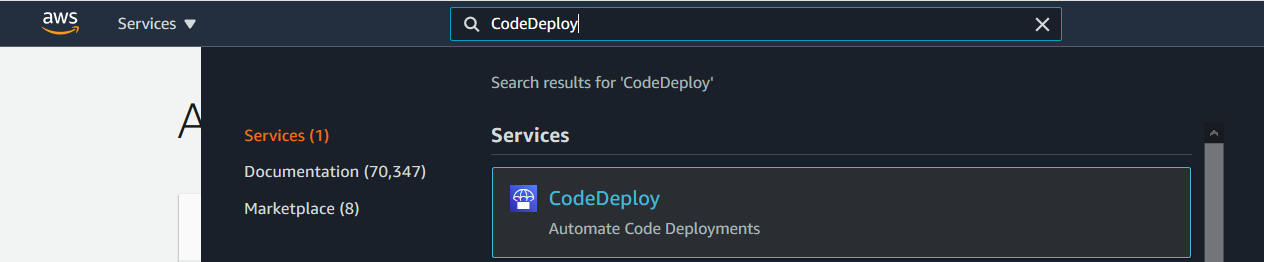 aws
Services
CodeDeploy
A
Search results for 'CodeDeploy'
Services (1)
Documentation (70,347)
Marketplace (8)
Services
CodeDeploy
Automate Code Deployments